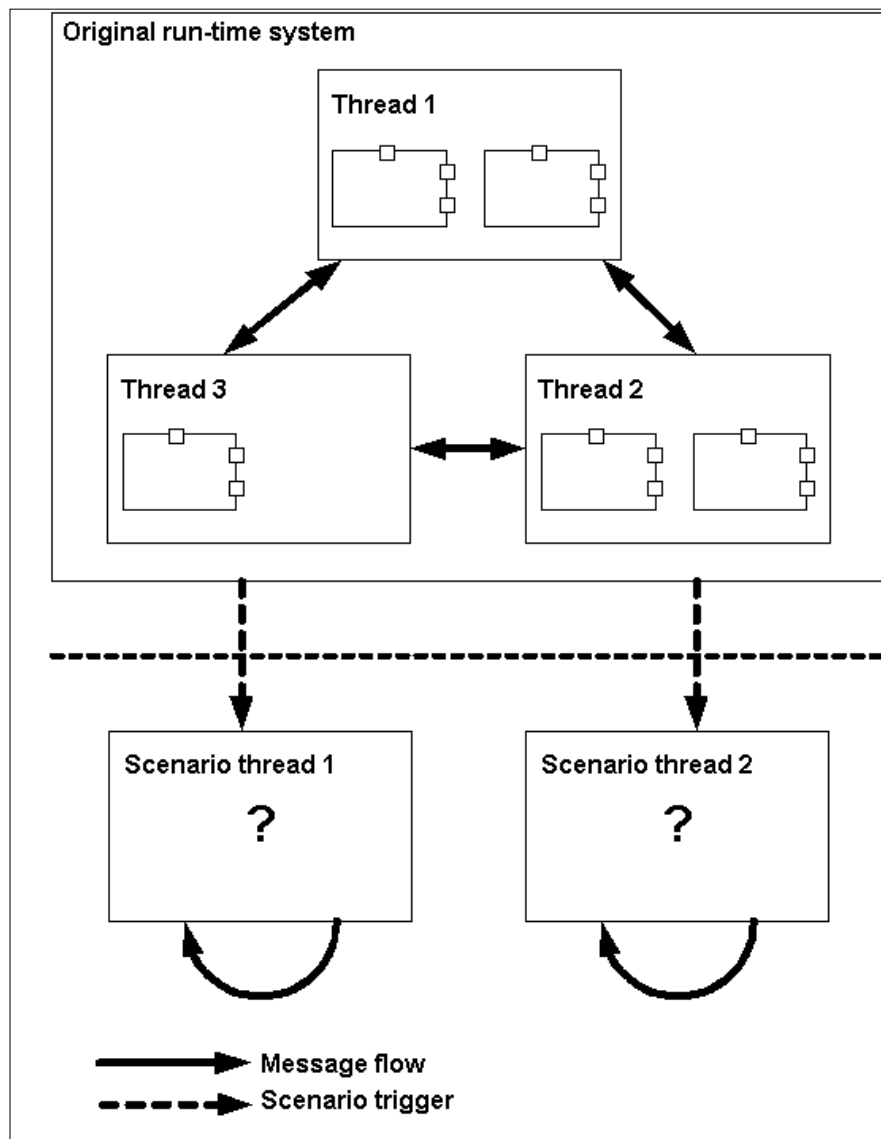 Original run-time system
Thread 1
Thread 3
Thread 2
Scenario thread 1
?
Scenario thread 2
?
Message flow
Scenario trigger